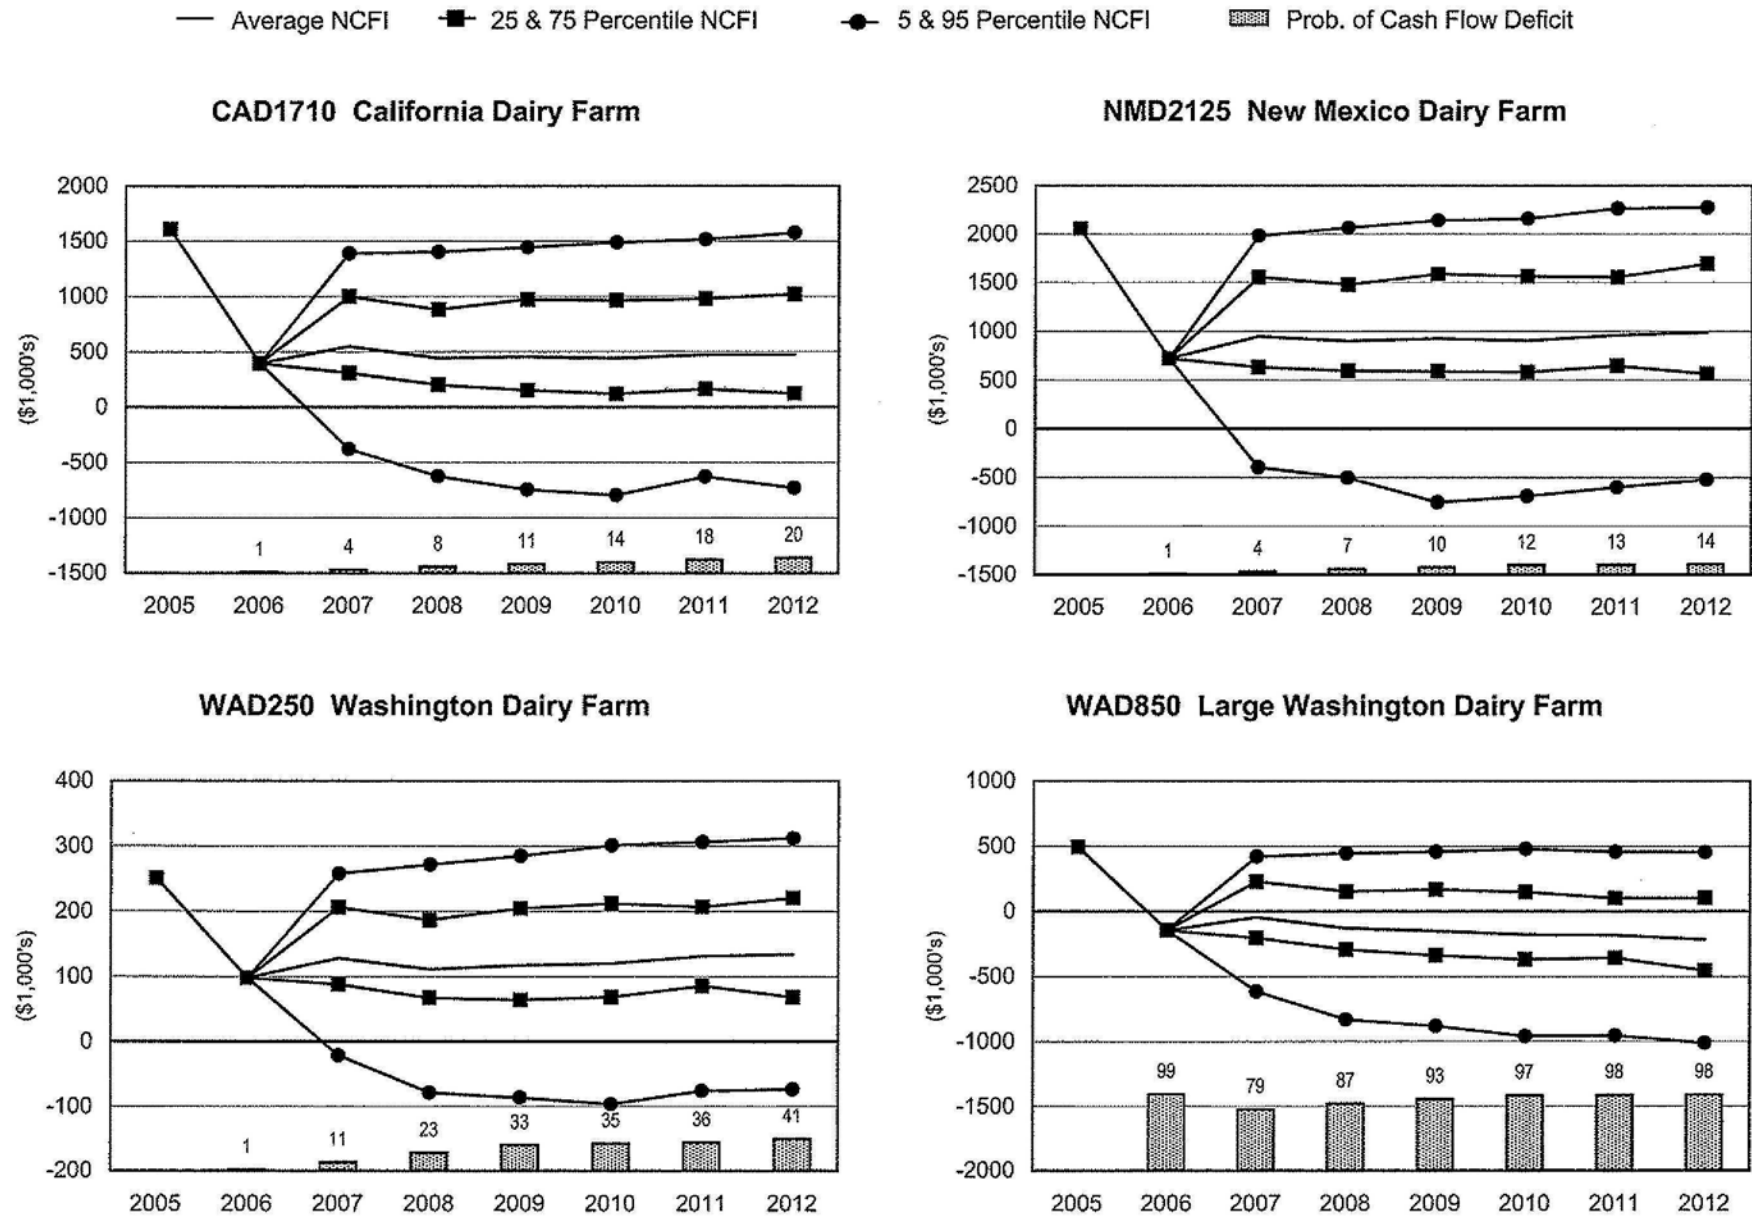 Average NCFI 25 & 75 Percentile NCFI 5 & 95 Percentile NCFI Prob. of Cash Flow Deficit
CAD1710 California Dairy Farm
($1,000's)
2000
1500
1000
500
0
-500
-1000
-1500
1 4 8 11 14 18 20
2005 2006 2007 2008 2009 2010 2011 2012
NMD2125 New Mexico Dairy Farm
($1,000's)
2500
2000
1500
1000
500
0
-500
-1000
-1500
1 4 7 10 12 13 14
2005 2006 2007 2008 2009 2010 2011 2012
WAD250 Washington Dairy Farm
($1,000's)
400
300
200
100
0
-100
-200
1 11 23 33 35 36 41
2005 2006 2007 2008 2009 2010 2011 2012
WAD850 Large Washington Dairy Farm
($1,000's)
1000
500
0
-500
-1000
-1500
-2000
99 79 87 93 97 98 98
2005 2006 2007 2008 2009 2010 2011 2012